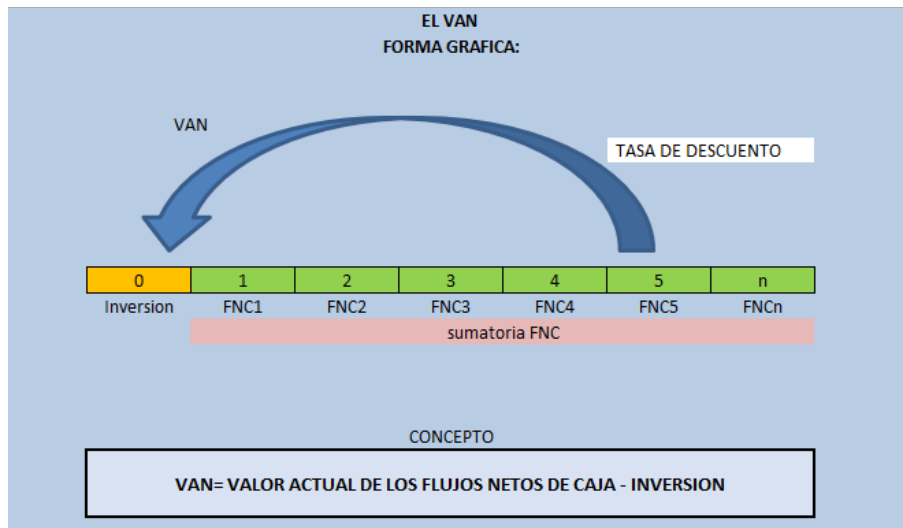 EL VAN
FORMA GRAFICA:
VAN
TASA DE DESCUENTO
0 1 2 3 4 5 n
Inversion FNC1 FNC2 FNC3 FNC4 FNC5 FNCn
sumatoria FNC
CONCEPTO
VAN= VALOR ACTUAL DE LOS FLUJOS NETOS DE CAJA - INVERSION